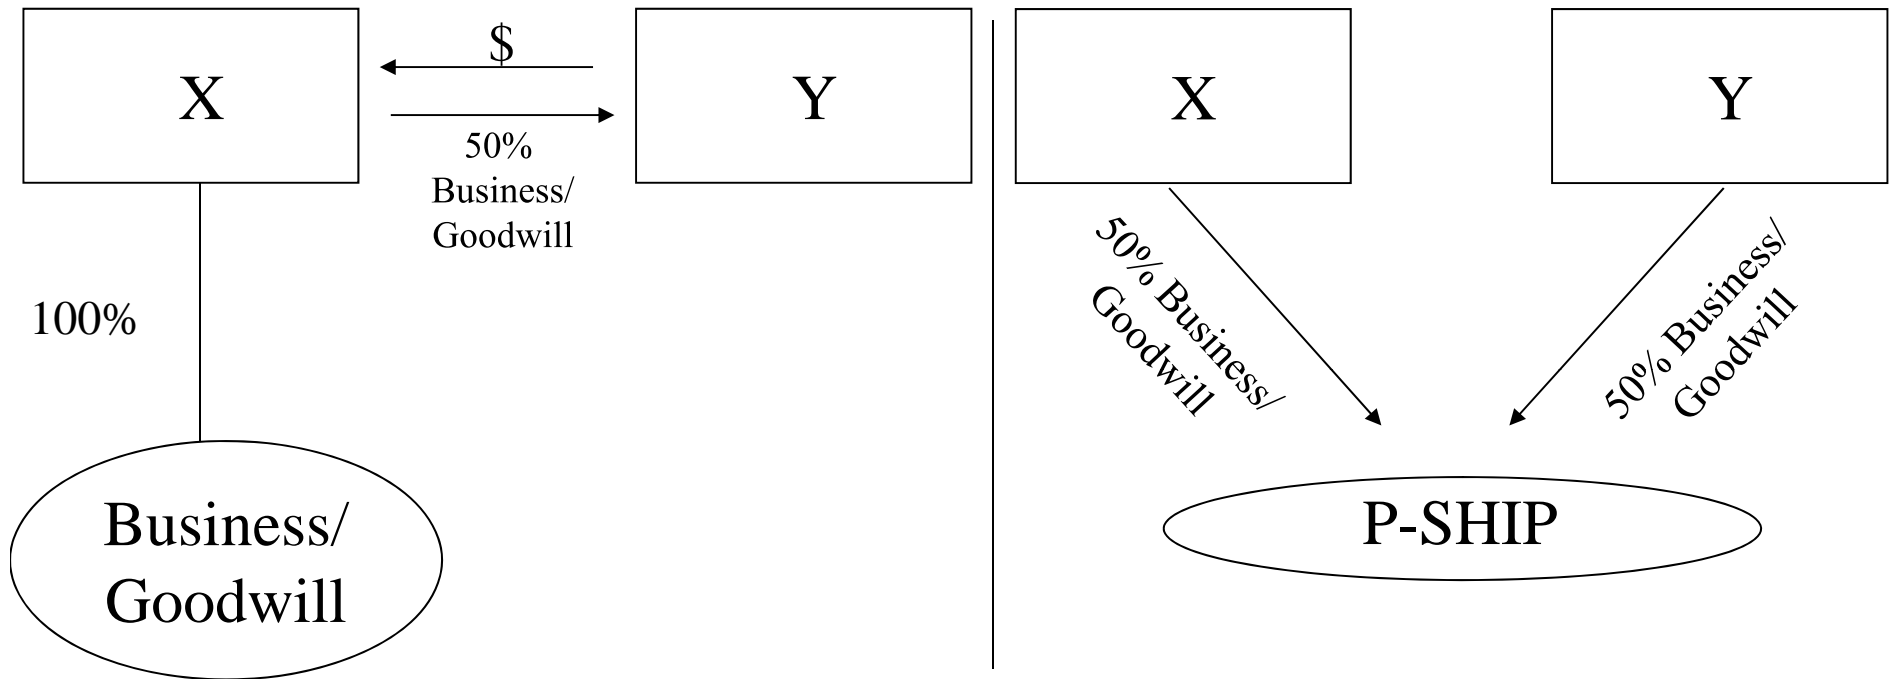 X
$
50%
Business/
Goodwill
Y
100%
Business/
Goodwill
X
Y
50% Business/
Goodwill
50% Business/
Goodwill
P-SHIP